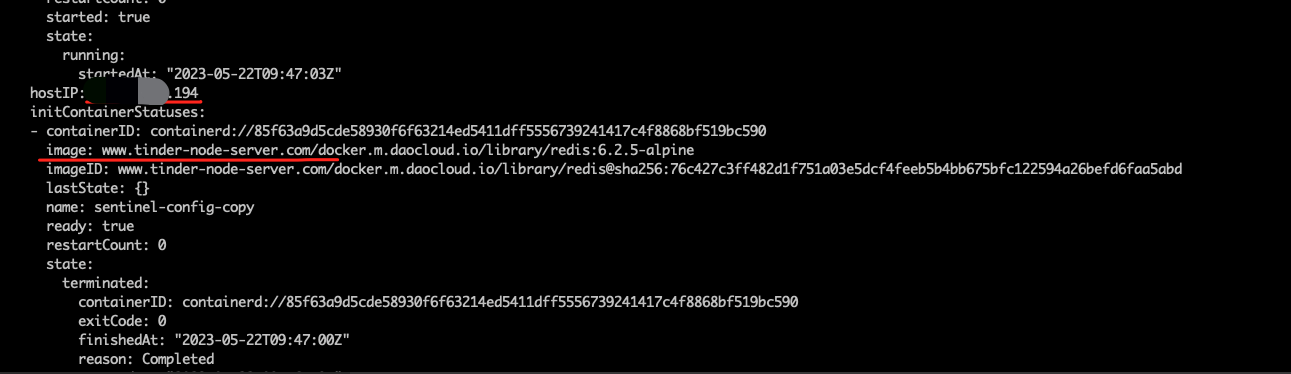 started: true
state:
running:
startedAt: "2023-05-22T09:47:03Z"
hostIP: .194
initContainerStatuses:
- containerID: containerd://85f63a9d5cde58930f6f63214ed5411dff5556739241417c4f8868bf519bc590
image: www.tinder-node-server.com/docker.m.daocloud.io/library/redis:6.2.5-alpine
imageID: www.tinder-node-server.com/docker.m.daocloud.io/library/redis@sha256:76c427c3ff482d1f751a03e5dcf4feeb5b4bb675bfc122594a26befd6faa5abd
lastState: {}
name: sentinel-config-copy
ready: true
restartCount: 0
state:
terminated:
containerID: containerd://85f63a9d5cde58930f6f63214ed5411dff5556739241417c4f8868bf519bc590
exitCode: 0
finishedAt: "2023-05-22T09:47:00Z"
reason: Completed